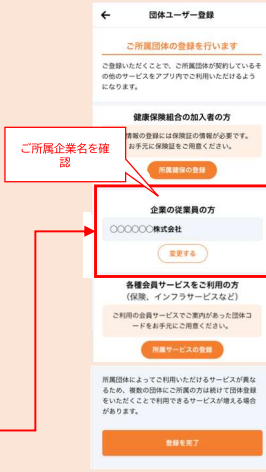 ←
団体ユーザー登録
ご所属団体の登録を行います
ご登録いただくことで、ご所属団体が契約しているそ
の他のサービスをアプリ内でご利用いただけるよう
になります。
健康保険組合の加入者の方
情報の登録には保険証の情報が必要です。
お手元に保険証をご用意ください。
所属健保の登録
ご所属企業名を確
認
企業の従業員の方
〇〇〇〇〇〇株式会社
変更する
各種会員サービスをご利用の方
(保険、インフラサービスなど)
ご利用の会員サービスでご案内があった団体コ
ードをお手元にご用意ください。
所属サービスの登録
所属団体によってご利用いただけるサービスが異な
るため、複数の団体にご所属の方は続けて団体登録
をいただくことで利用できるサービスが増える場合
があります。
登録を完了